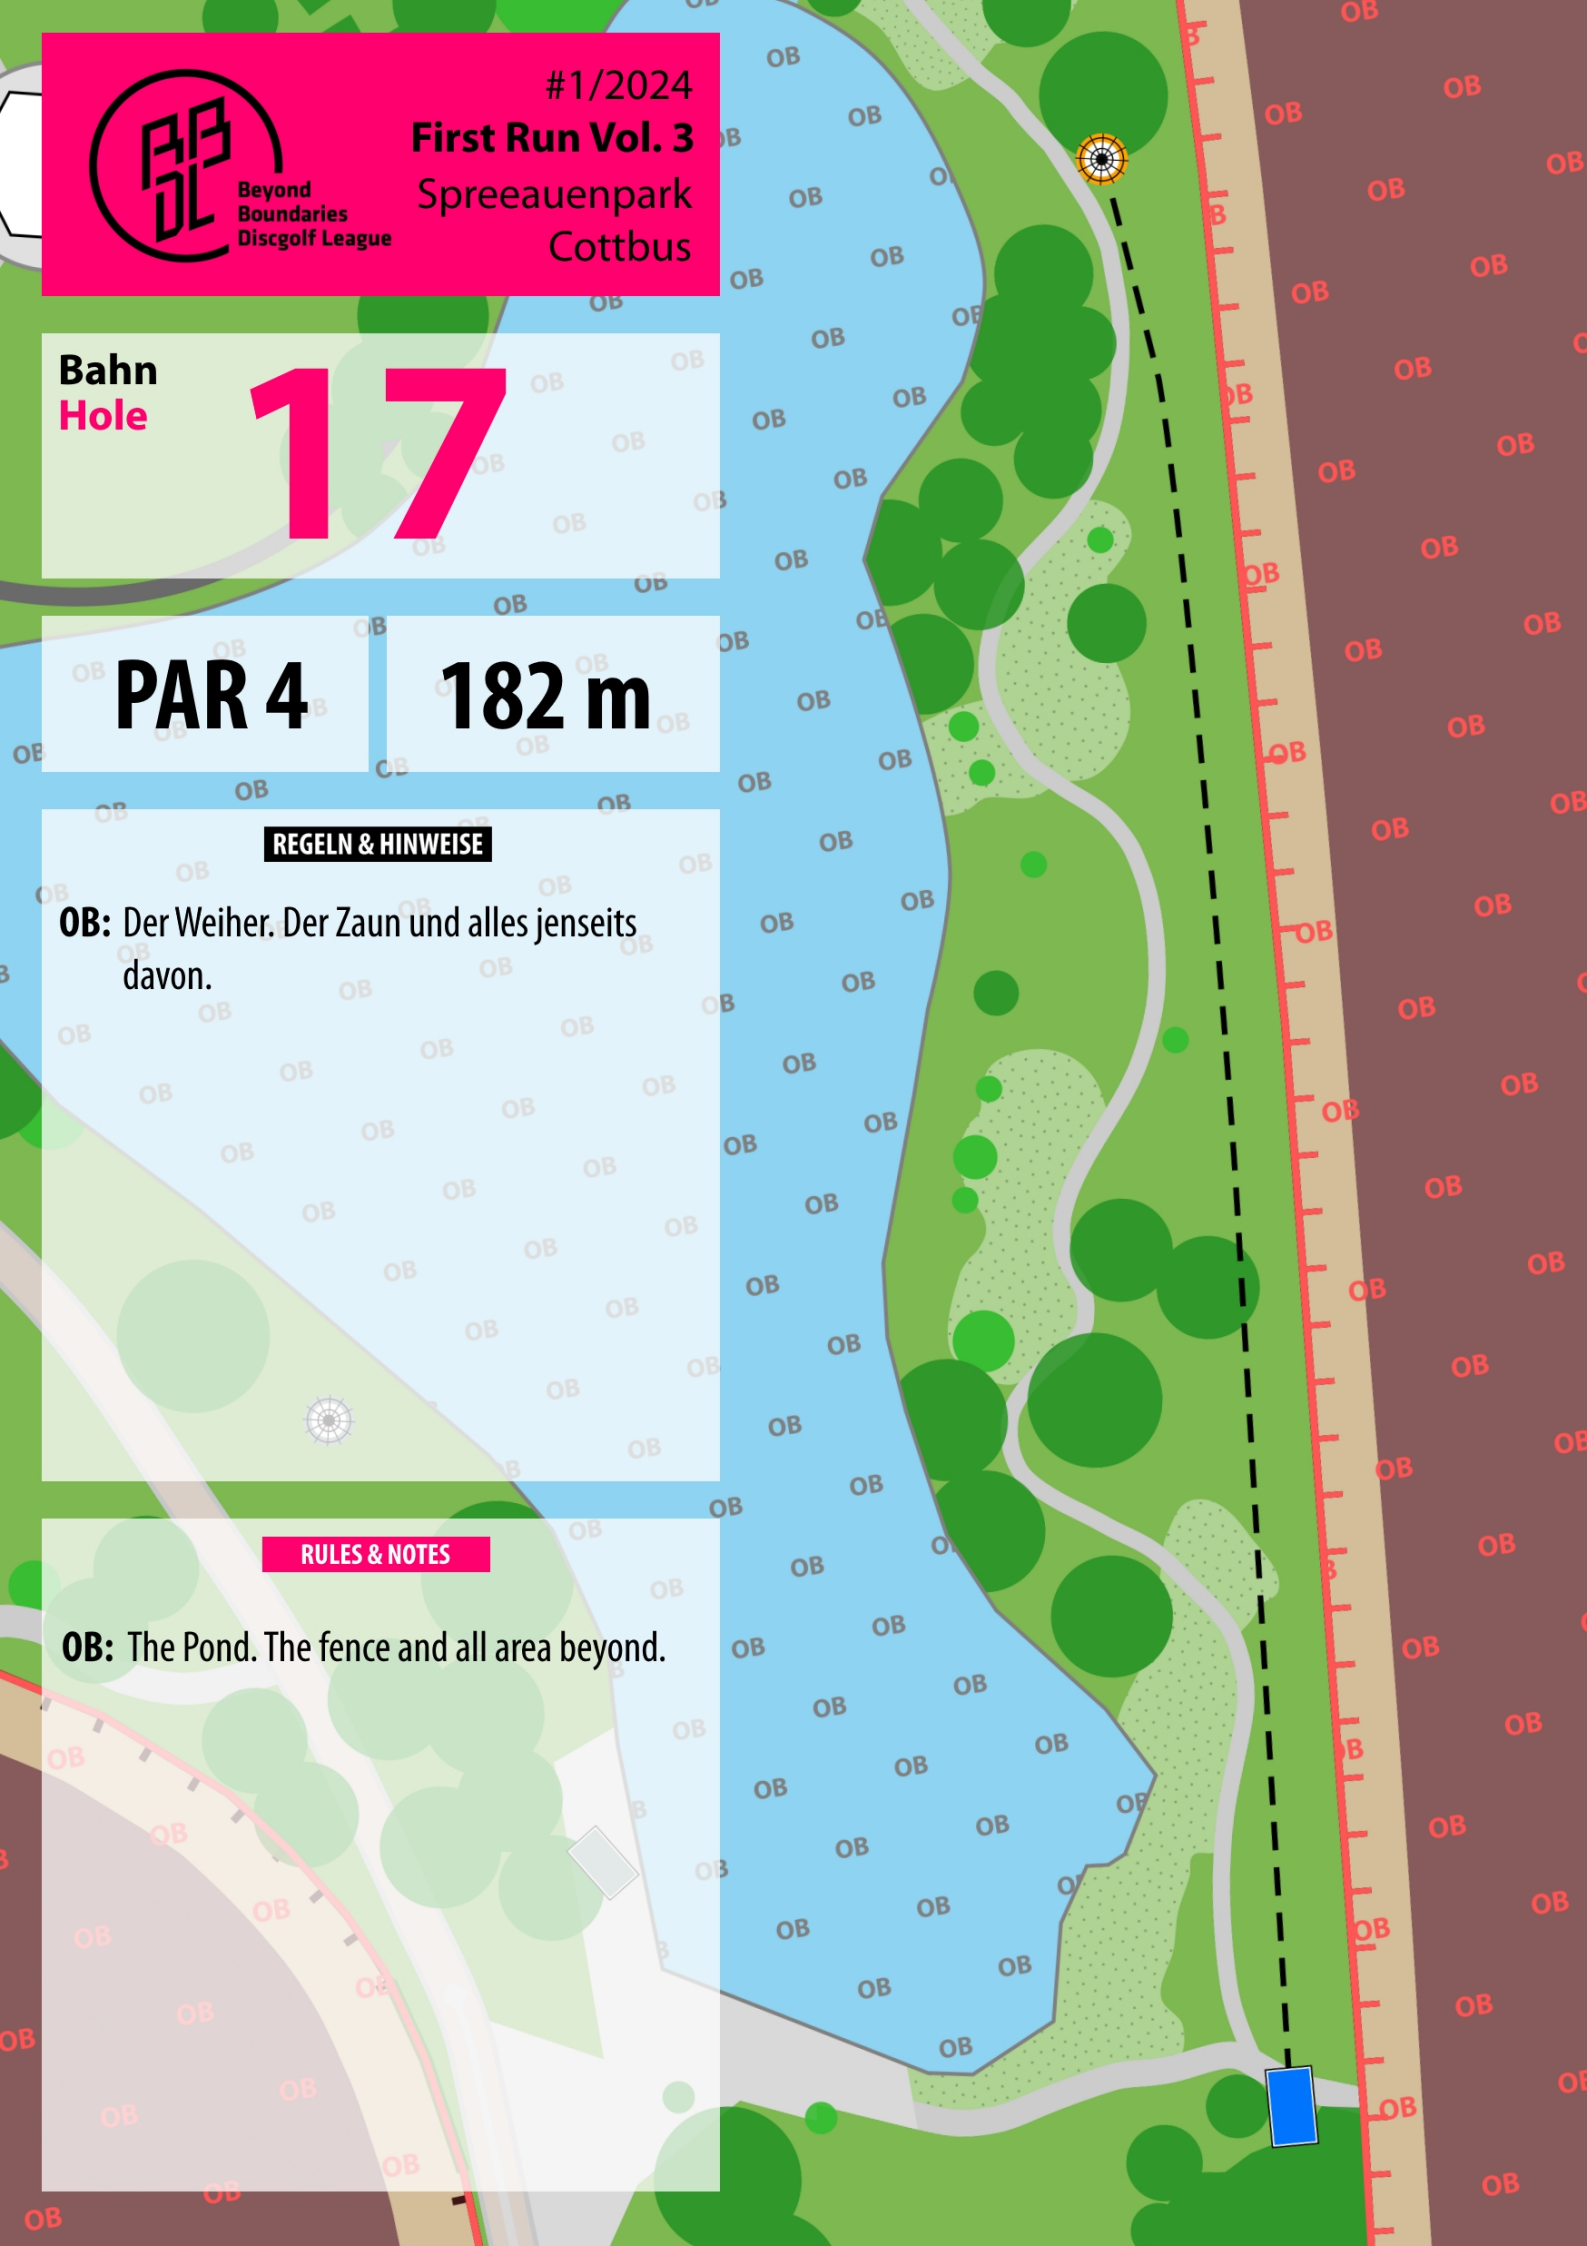 #1/2024
First Run Vol. 3
Spreeauenpark
Cottbus
BBDL
Beyond
Boundaries
Discgolf League
Bahn
Hole
17
PAR 4
182 m
REGELN & HINWEISE
OB: Der Weiher. Der Zaun und alles jenseits
davon.
RULES & NOTES
OB: The Pond. The fence and all area beyond.
OB